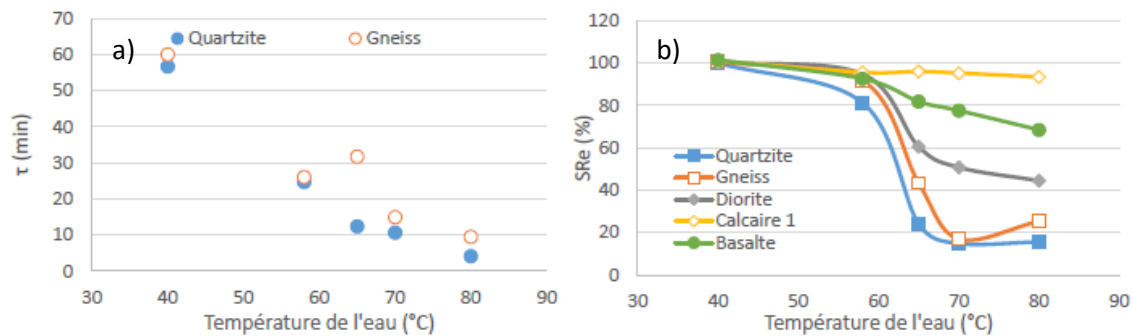 a)
Quartzite
Gneiss
τ (min)
70
60
50
40
30
20
10
0
30 40 50 60 70 80 90
Température de l'eau (°C)
b)
SRe (%)
120
100
80
60
40
20
0
Quartzite
Gneiss
Diorite
Calcaire 1
Basalte
30 40 50 60 70 80 90
Température de l'eau (°C)